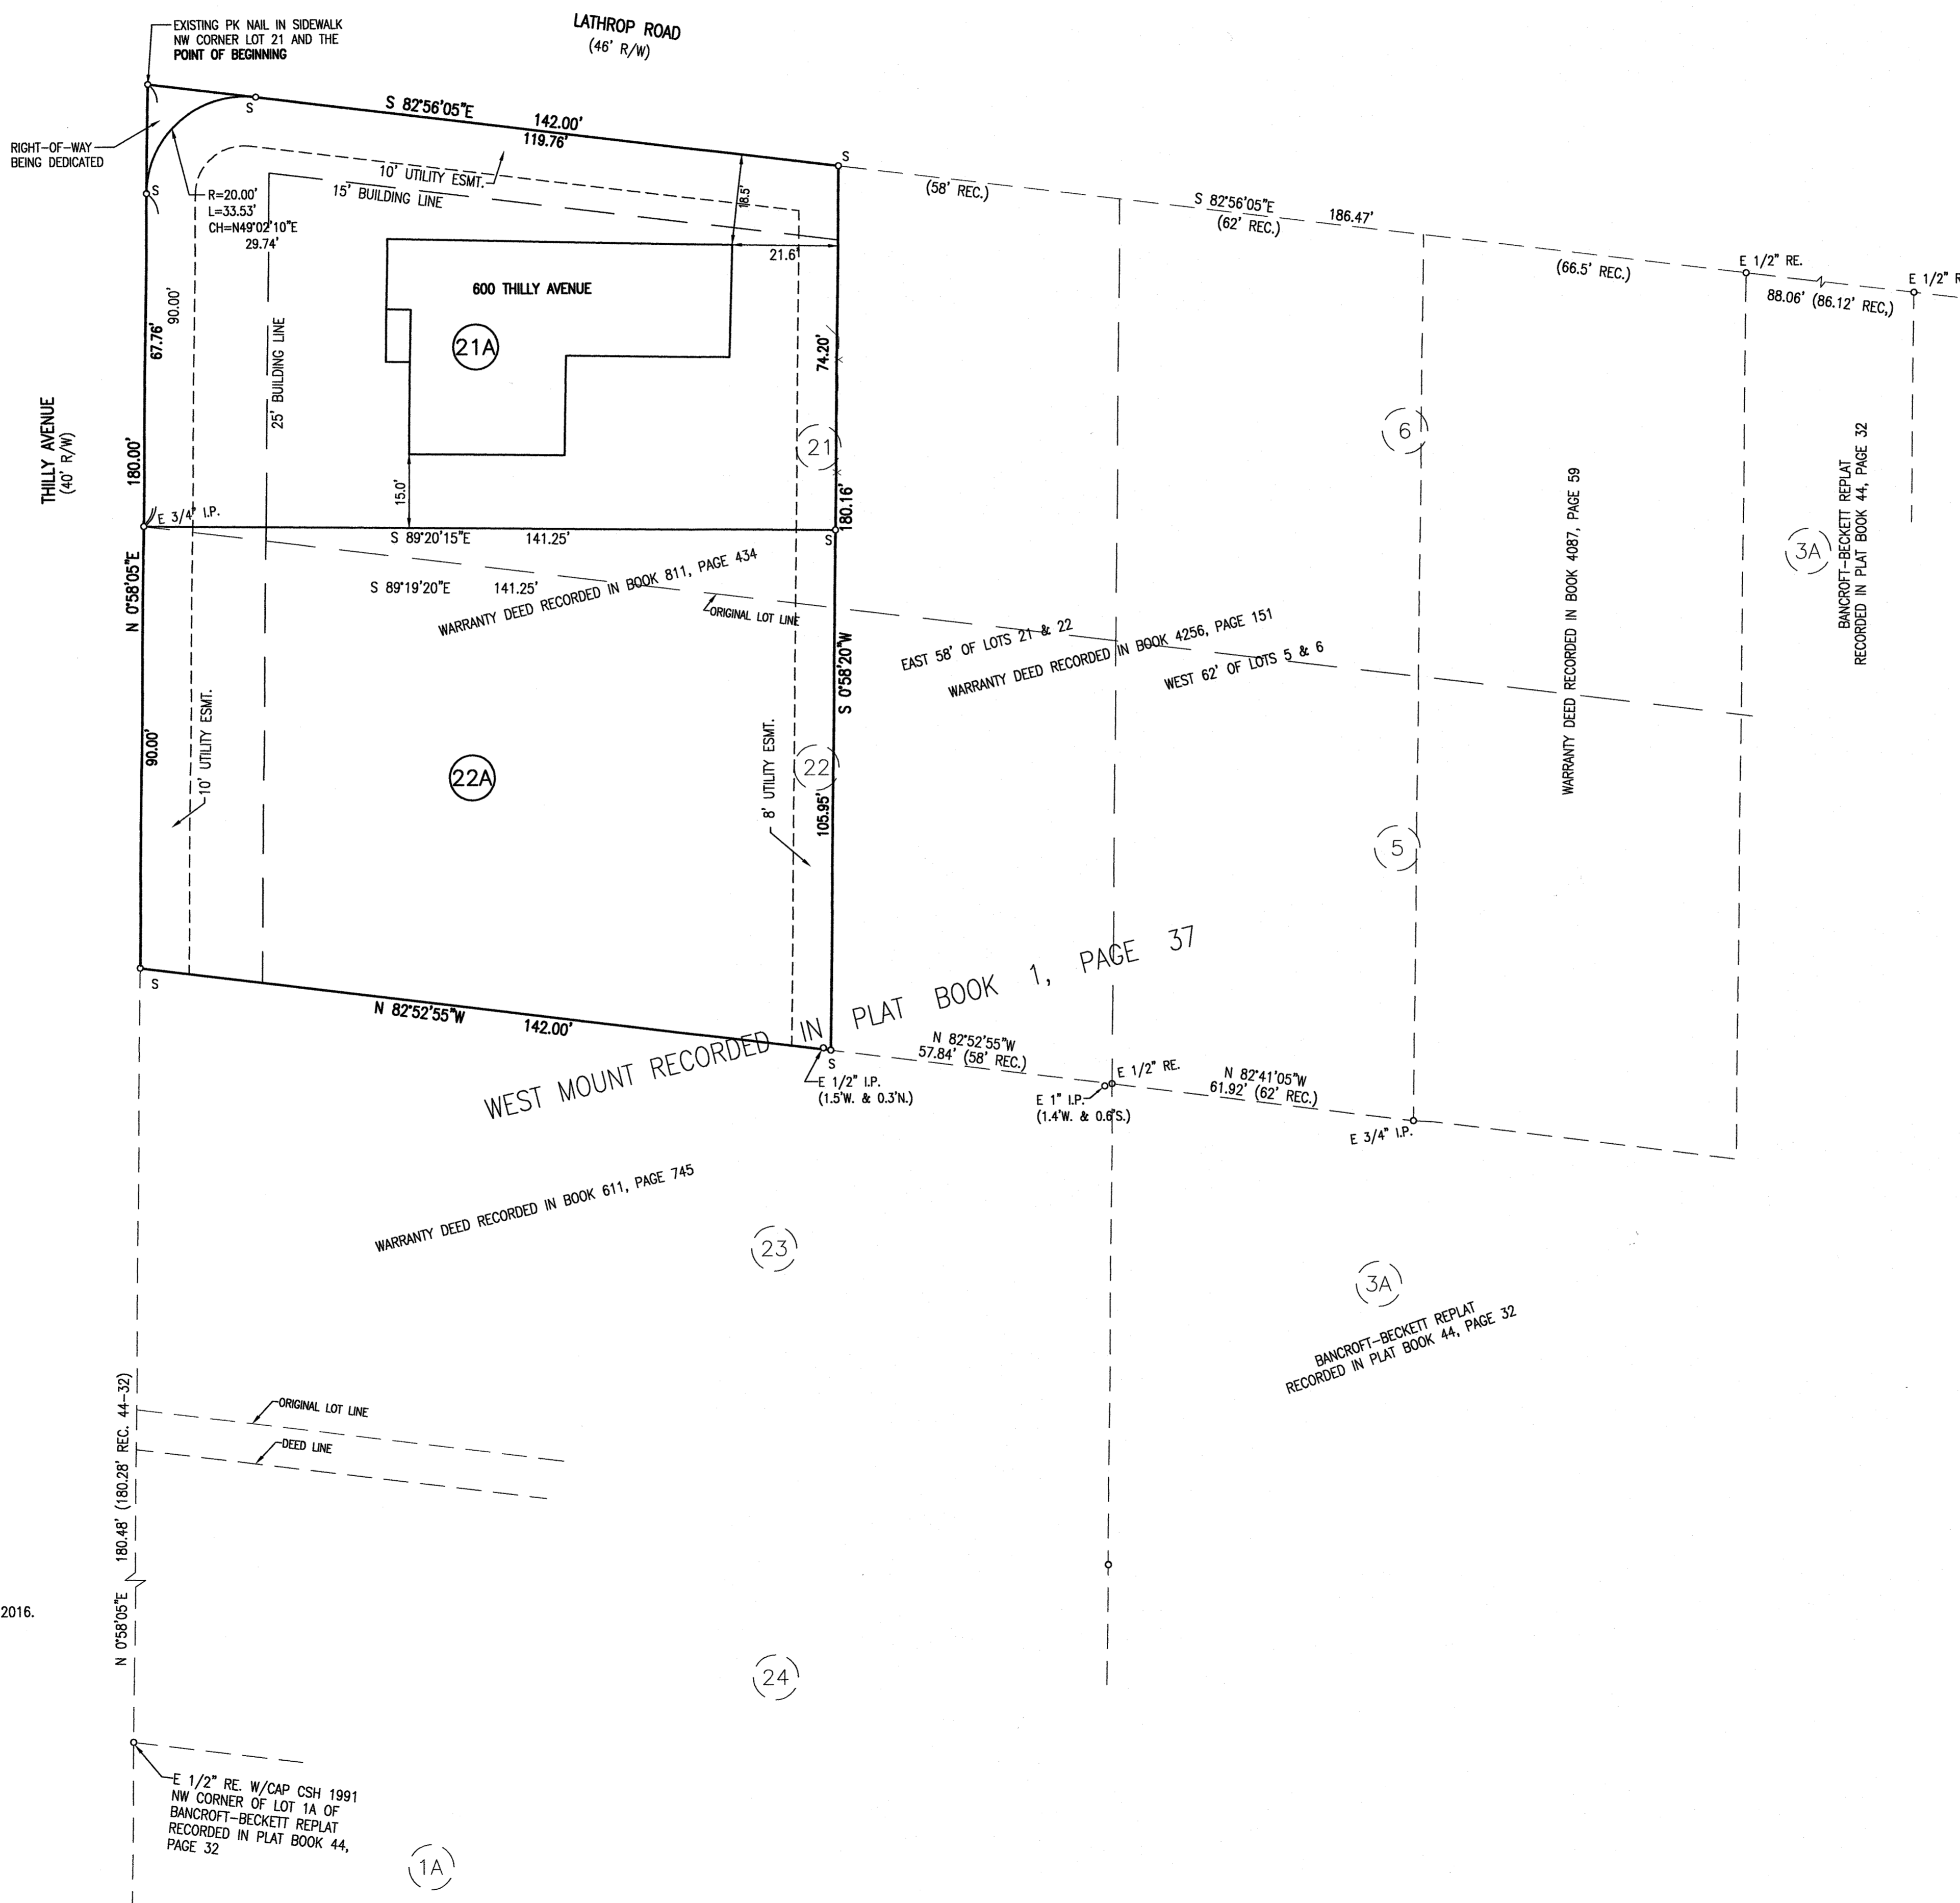 EXISTING PK NAIL IN SIDEWALK
NW CORNER LOT 21 AND THE
POINT OF BEGINNING
LATHROP ROAD
(46' R/W)
S 82°56'05"E
142.00'
119.76'
S
S
RIGHT-OF-WAY
BEING DEDICATED
S
R=20.00'
L=33.53'
CH=N49°02'10"E
29.74'
10' UTILITY ESMT.
15' BUILDING LINE
18.5'
21.6'
(58' REC.)
S 82°56'05"E
186.47'
(62' REC.)
(66.5' REC.)
E 1/2" RE.
88.06' (86.12' REC,)
E 1/2" R
600 THILLY AVENUE
21A
67.76'
90.00'
25' BUILDING LINE
74.20'
THILLY AVENUE
(40' R/W)
180.00'
21
6
15.0'
180.16'
E 3/4" I.P.
S 89°20'15"E
141.25'
S
S 89°19'20"E
141.25'
WARRANTY DEED RECORDED IN BOOK 811, PAGE 434
ORIGINAL LOT LINE
N 0°58'05"E
S 0°58'20"W
EAST 58' OF LOTS 21 & 22
WARRANTY DEED RECORDED IN BOOK 4256, PAGE 151
WEST 62' OF LOTS 5 & 6
WARRANTY DEED RECORDED IN BOOK 4087, PAGE 59
3A
BANCROFT-BECKETT REPLAT
RECORDED IN PLAT BOOK 44, PAGE 32
90.00'
10' UTILITY ESMT.
22A
8' UTILITY ESMT.
22
105.95'
5
S
N 82°52'55"W
142.00'
S
WEST MOUNT RECORDED IN PLAT BOOK 1, PAGE 37
E 1/2" I.P.
(1.5'W. & 0.3'N.)
N 82°52'55"W
57.84' (58' REC.)
E 1/2" RE.
E 1" I.P.
(1.4'W. & 0.6'S.)
N 82°41'05"W
61.92' (62' REC.)
E 3/4" I.P.
WARRANTY DEED RECORDED IN BOOK 611, PAGE 745
23
3A
BANCROFT-BECKETT REPLAT
RECORDED IN PLAT BOOK 44, PAGE 32
ORIGINAL LOT LINE
DEED LINE
N 0°58'05"E 180.48' (180.28' REC. 44-32)
2016.
24
E 1/2" RE. W/CAP CSH 1991
NW CORNER OF LOT 1A OF
BANCROFT-BECKETT REPLAT
RECORDED IN PLAT BOOK 44,
PAGE 32
1A